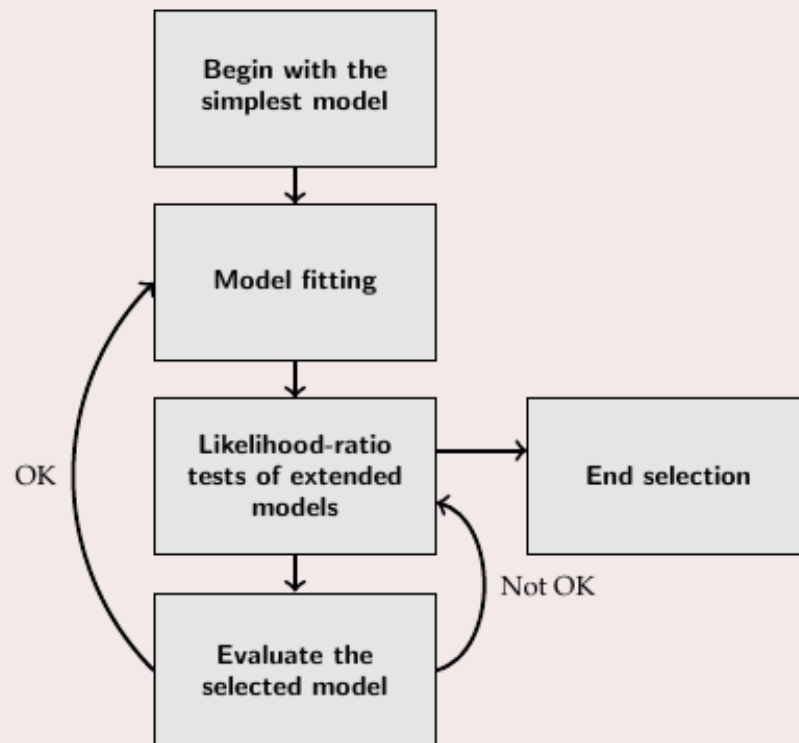 Begin with the
simplest model
Model fitting
Likelihood-ratio
tests of extended
models
End selection
OK
Not OK
Evaluate the
selected model